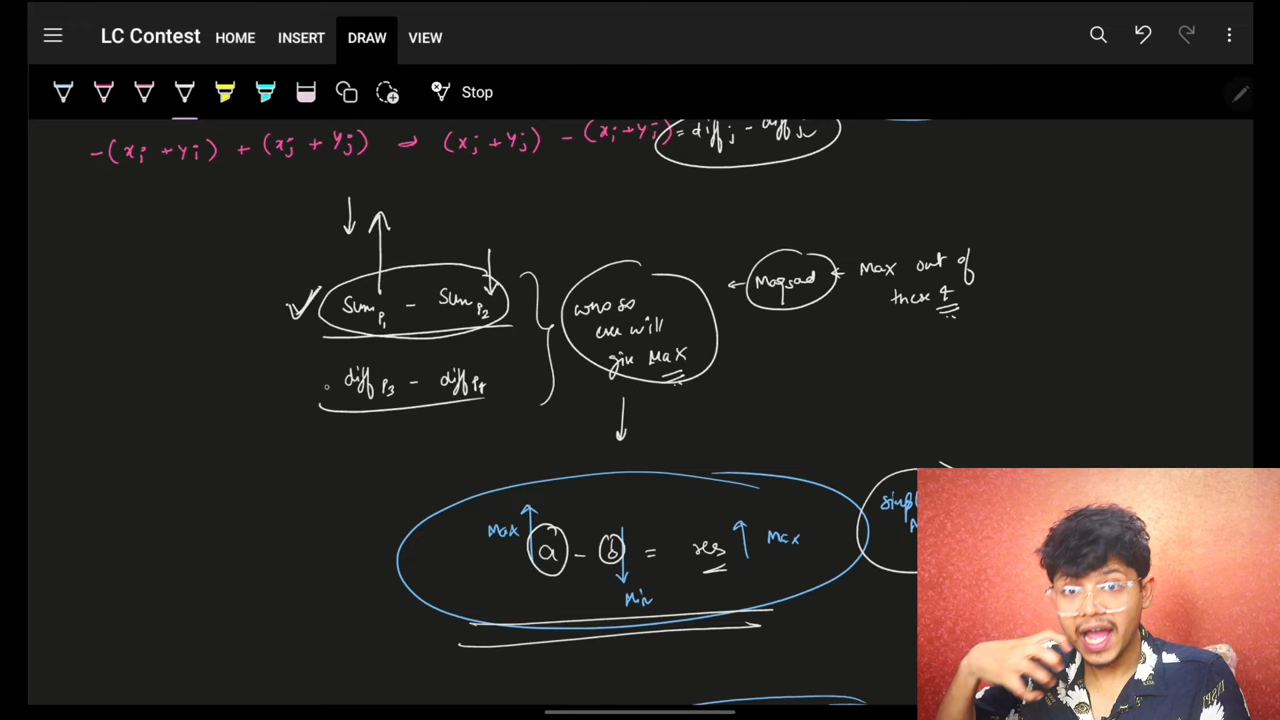 LC Contest HOME INSERT DRAW VIEW
Stop
-(xi + yi) + (xj + yj) → (xj + yj) - (xi + yi) = diffj - diffi
Sum P1 - Sum P2
diff P3 - diff P4
who so
ever will
give Max
Maqsad
Max out of
these 4
Max a - b = res Max
Min